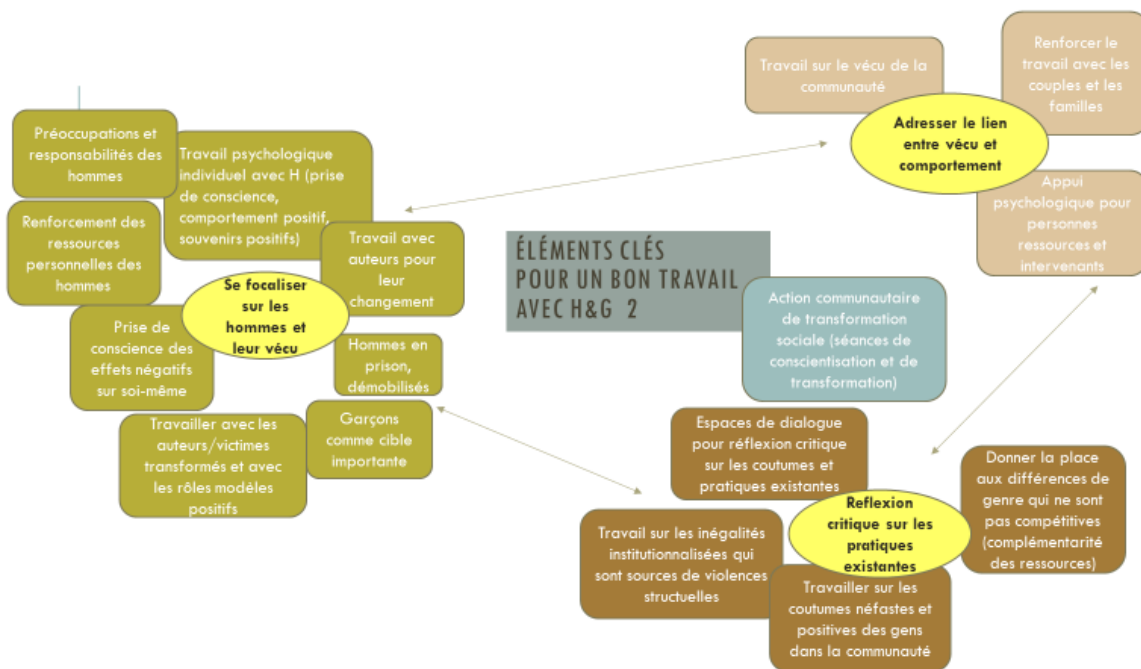 ÉLÉMENTS CLÉS
POUR UN BON TRAVAIL
AVEC H&G 2
Préoccupations et
responsabilités des
hommes
Travail psychologique
individuel avec H (prise
de conscience,
comportement positif,
souvenirs positifs)
Renforcement des
ressources
personnelles des
hommes
Travail avec
auteurs pour
leur
changement
Se focaliser
sur les
hommes et
leur vécu
Prise de
conscience des
effets négatifs
sur soi-même
Hommes en
prison,
démobilisés
Travailler avec les
auteurs/victimes
transformés et avec
les rôles modèles
positifs
Garçons
comme cible
importante
Travail sur le vécu de la
communauté
Renforcer le
travail avec les
couples et les
familles
Adresser le lien
entre vécu et
comportement
Appui
psychologique pour
personnes
ressources et
intervenants
Action communautaire
de transformation
sociale (séances de
conscientisation et de
transformation)
Espaces de dialogue
pour réflexion critique
sur les coutumes et
pratiques existantes
Donner la place
aux différences de
genre qui ne sont
pas compétitives
(complémentarité
des ressources)
Reflexion
critique sur les
pratiques
existantes
Travail sur les inégalités
institutionnalisées qui
sont sources de violences
structuelles
Travailler sur les
coutumes néfastes et
positives des gens
dans la communauté